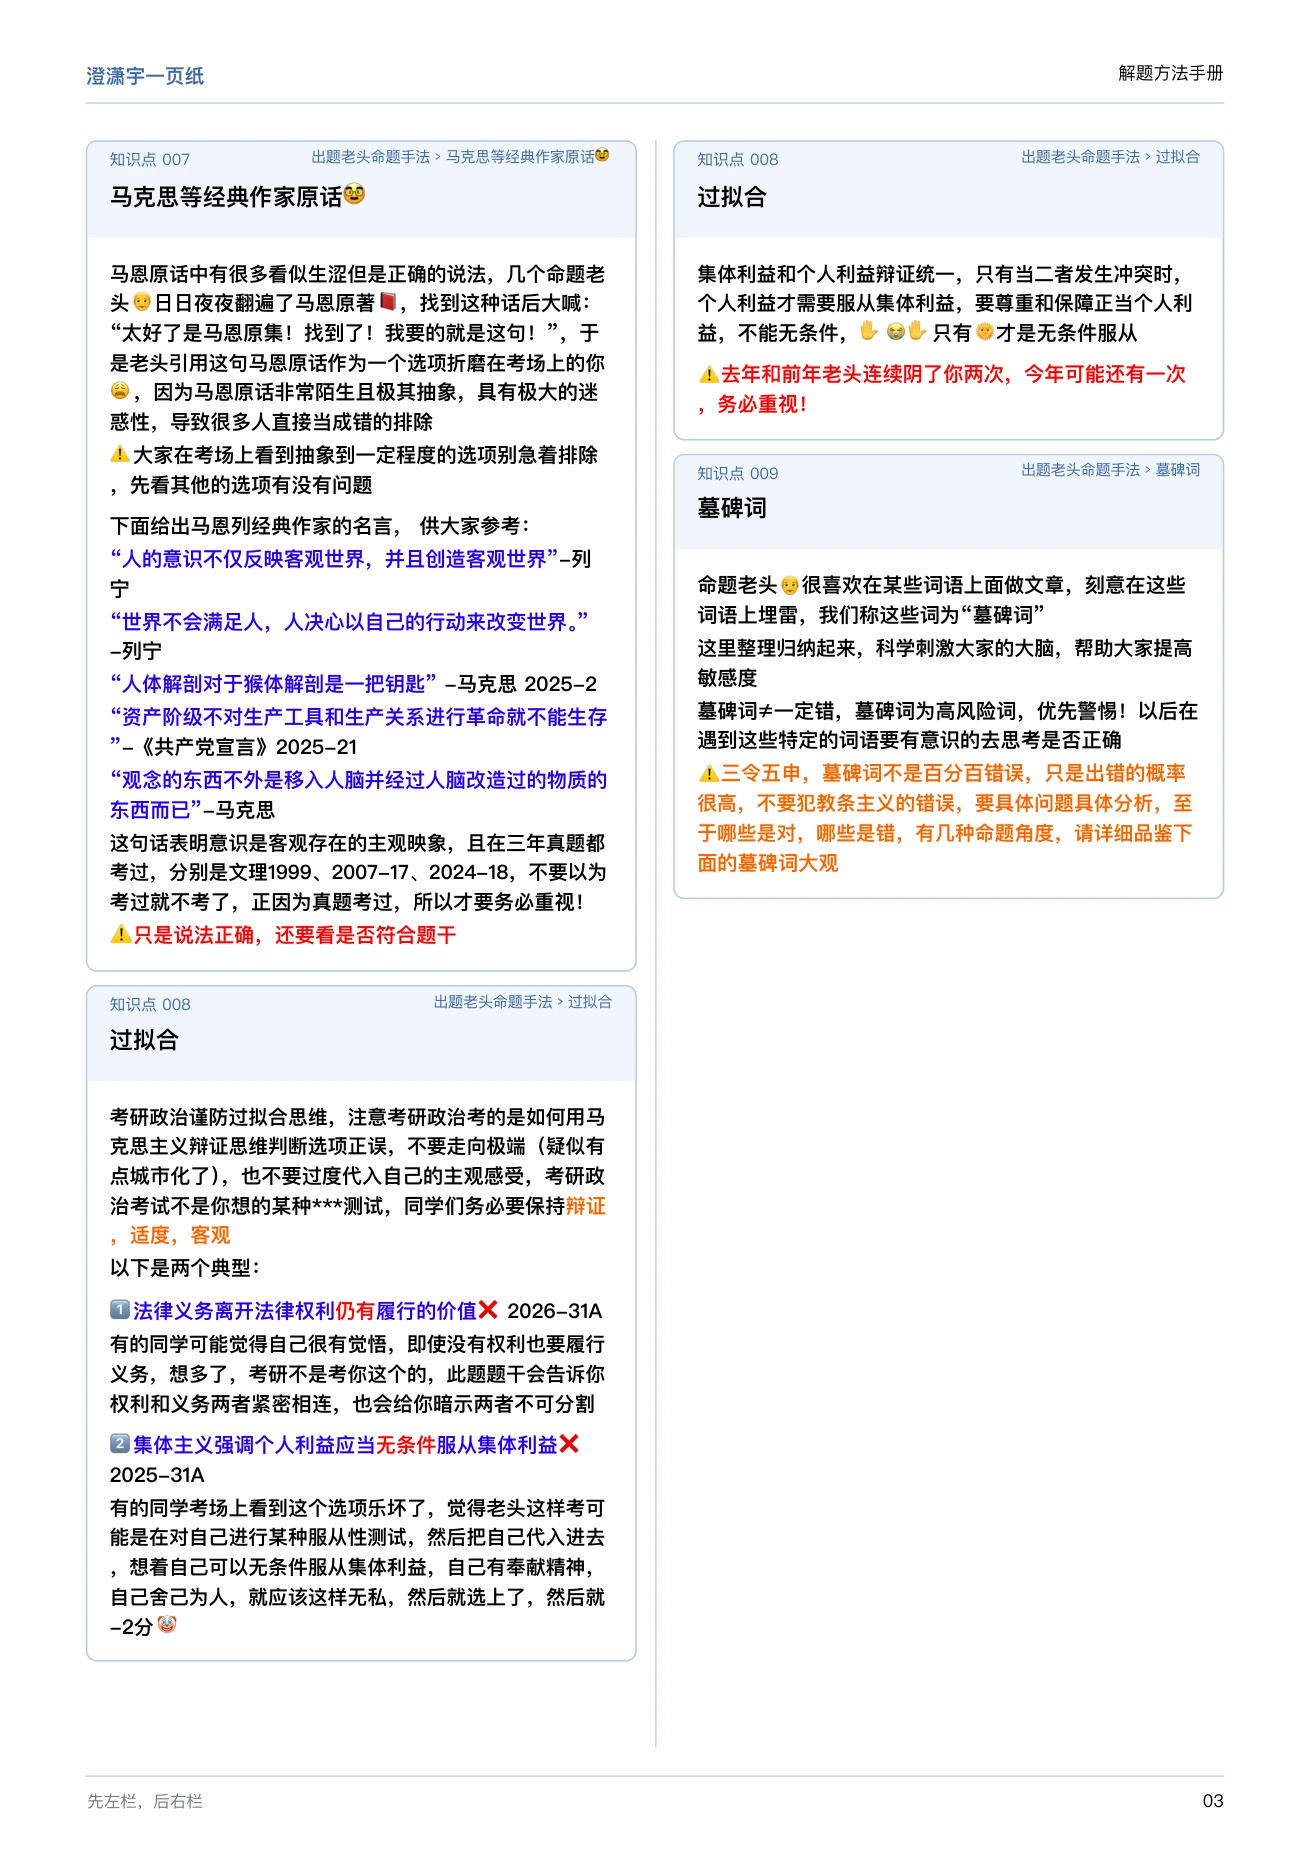 澄潇宇一页纸
解题方法手册
知识点 007
出题老头命题手法 › 马克思等经典作家原话🥸
马克思等经典作家原话🥸
马恩原话中有很多看似生涩但是正确的说法，几个命题老
头👴日日夜夜翻遍了马恩原著📕，找到这种话后大喊：
“太好了是马恩原集！找到了！我要的就是这句！”，于
是老头引用这句马恩原话作为一个选项折磨在考场上的你
😩，因为马恩原话非常陌生且极其抽象，具有极大的迷
惑性，导致很多人直接当成错的排除
⚠️大家在考场上看到抽象到一定程度的选项别急着排除
，先看其他的选项有没有问题
下面给出马恩列经典作家的名言， 供大家参考：
“人的意识不仅反映客观世界，并且创造客观世界”–列
宁
“世界不会满足人，人决心以自己的行动来改变世界。”
–列宁
“人体解剖对于猴体解剖是一把钥匙” –马克思 2025–2
“资产阶级不对生产工具和生产关系进行革命就不能生存
”–《共产党宣言》2025–21
“观念的东西不外是移入人脑并经过人脑改造过的物质的
东西而已”–马克思
这句话表明意识是客观存在的主观映象，且在三年真题都
考过，分别是文理1999、2007–17、2024–18，不要以为
考过就不考了，正因为真题考过，所以才要务必重视！
⚠️只是说法正确，还要看是否符合题干
知识点 008
出题老头命题手法 › 过拟合
过拟合
考研政治谨防过拟合思维，注意考研政治考的是如何用马
克思主义辩证思维判断选项正误，不要走向极端（疑似有
点城市化了），也不要过度代入自己的主观感受，考研政
治考试不是你想的某种***测试，同学们务必要保持辩证
，适度，客观
以下是两个典型：
1️⃣法律义务离开法律权利仍有履行的价值❌ 2026–31A
有的同学可能觉得自己很有觉悟，即使没有权利也要履行
义务，想多了，考研不是考你这个的，此题题干会告诉你
权利和义务两者紧密相连，也会给你暗示两者不可分割
2️⃣集体主义强调个人利益应当无条件服从集体利益❌
2025–31A
有的同学考场上看到这个选项乐坏了，觉得老头这样考可
能是在对自己进行某种服从性测试，然后把自己代入进去
，想着自己可以无条件服从集体利益，自己有奉献精神，
自己舍己为人，就应该这样无私，然后就选上了，然后就
–2分🤡
知识点 008
出题老头命题手法 › 过拟合
过拟合
集体利益和个人利益辩证统一，只有当二者发生冲突时，
个人利益才需要服从集体利益，要尊重和保障正当个人利
益，不能无条件，✋😭✋只有🌞才是无条件服从
⚠️去年和前年老头连续阴了你两次，今年可能还有一次
，务必重视！
知识点 009
出题老头命题手法 › 墓碑词
墓碑词
命题老头👴很喜欢在某些词语上面做文章，刻意在这些
词语上埋雷，我们称这些词为“墓碑词”
这里整理归纳起来，科学刺激大家的大脑，帮助大家提高
敏感度
墓碑词≠一定错，墓碑词为高风险词，优先警惕！以后在
遇到这些特定的词语要有意识的去思考是否正确
⚠️三令五申，墓碑词不是百分百错误，只是出错的概率
很高，不要犯教条主义的错误，要具体问题具体分析，至
于哪些是对，哪些是错，有几种命题角度，请详细品鉴下
面的墓碑词大观
先左栏，后右栏
03